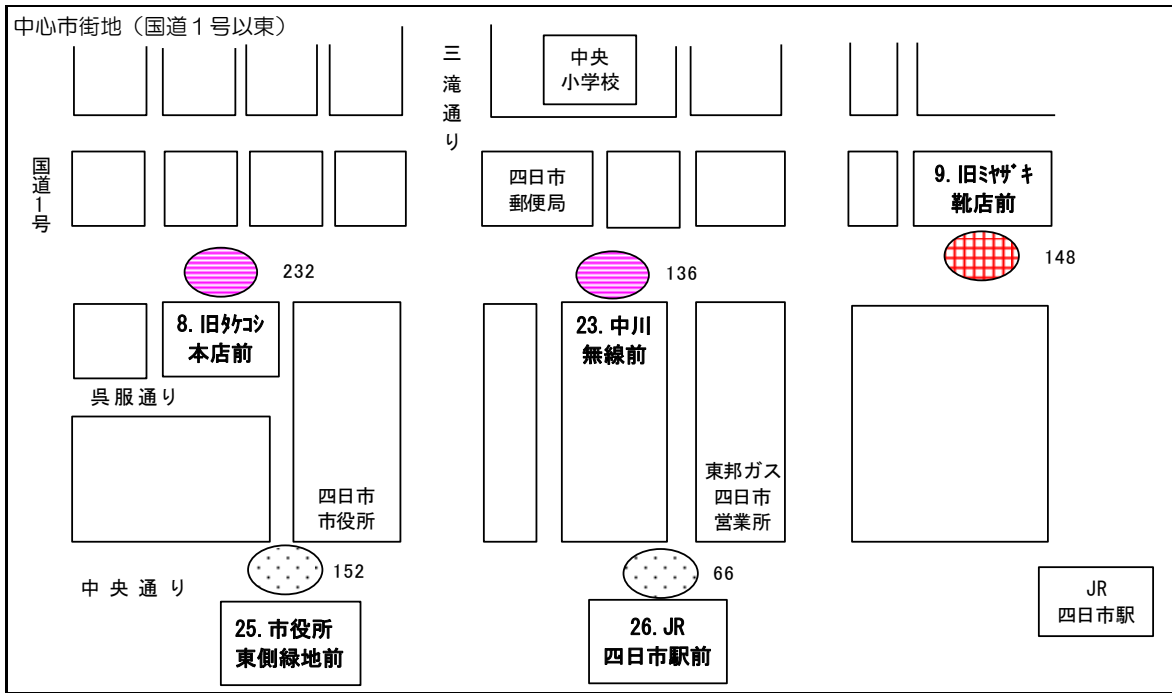 中心市街地（国道１号以東）
三滝通り
中央
小学校
国道1号
四日市
郵便局
9. 旧ﾐﾔｻﾞｷ
靴店前
232
136
148
8. 旧ﾀｹｺｼ
本店前
23. 中川
無線前
呉服通り
四日市
市役所
東邦ガス
四日市
営業所
中央通り
152
66
JR
四日市駅
25. 市役所
東側緑地前
26. JR
四日市駅前